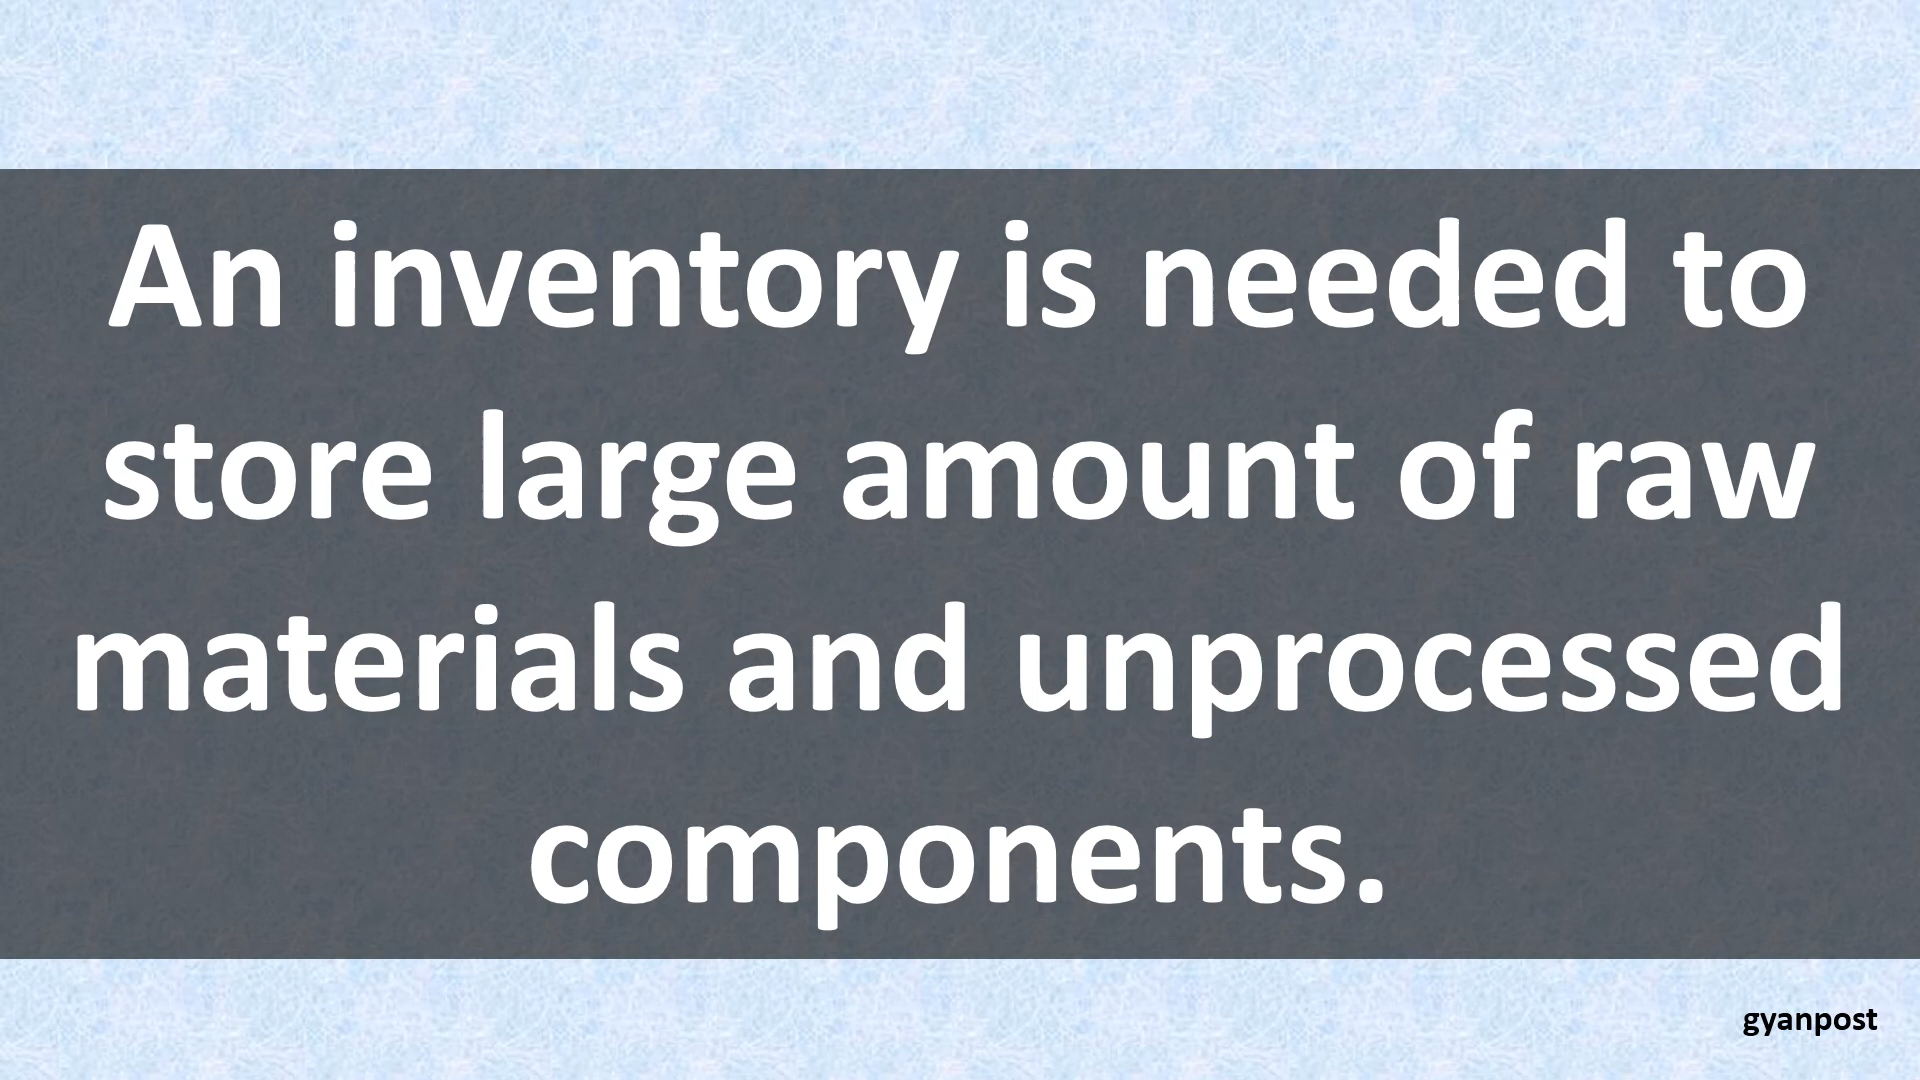 An inventory is needed to
store large amount of raw
materials and unprocessed
components.
gyanpost